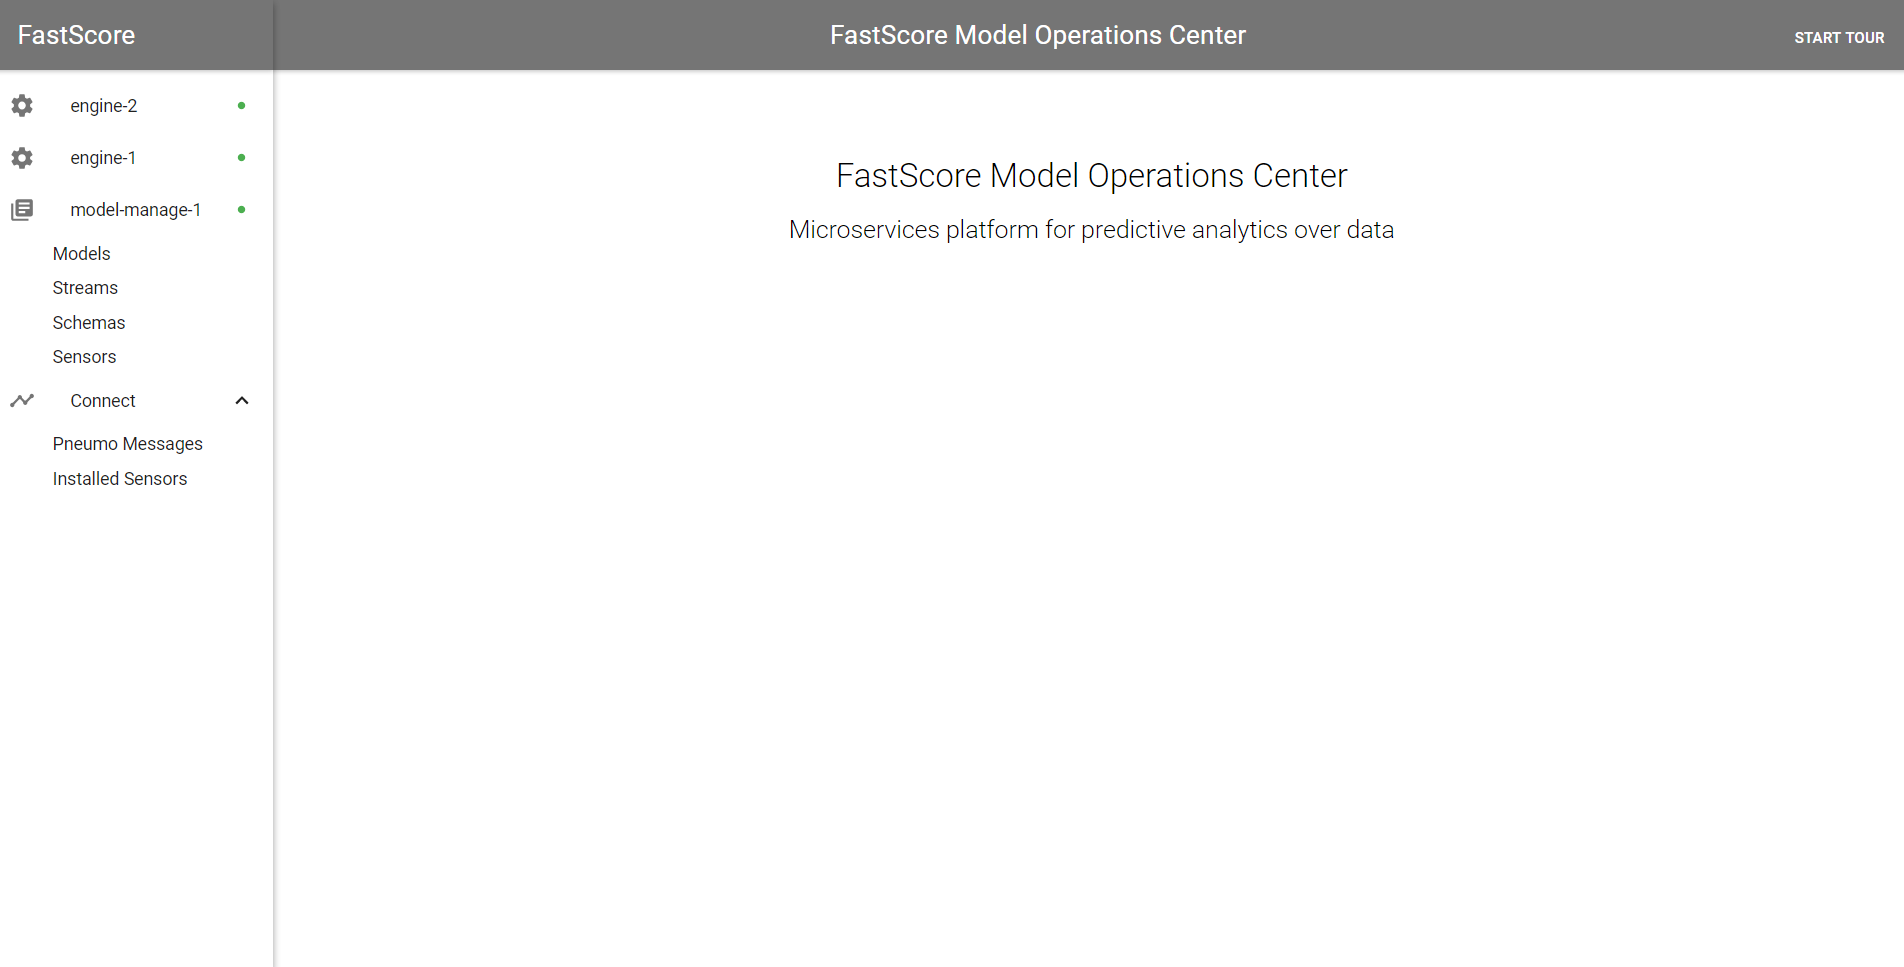 FastScore
FastScore Model Operations Center
START TOUR
engine-2
engine-1
model-manage-1
Models
Streams
Schemas
Sensors
Connect
Pneumo Messages
Installed Sensors
FastScore Model Operations Center
Microservices platform for predictive analytics over data